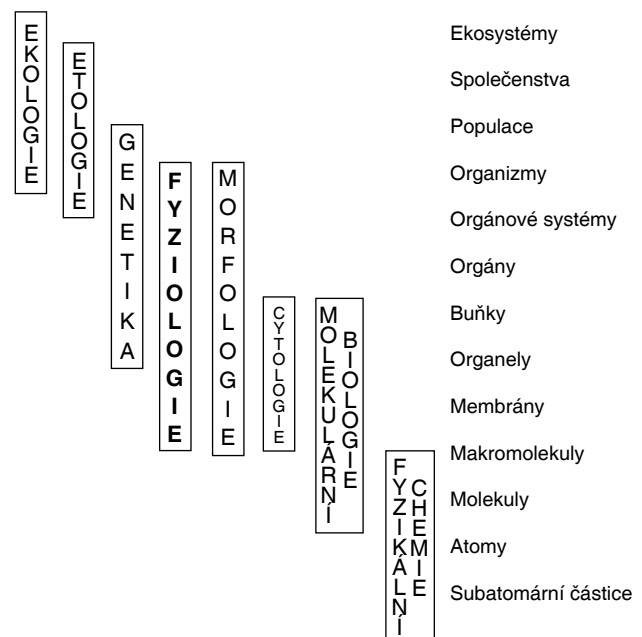 EKOLOGIE
ETOLOGIE
GENETIKA
FYZIOLOGIE
MORFOLOGIE
CYTOLOGIE
MOLEKULÁRNÍ
BIOLOGIE
FYZIKÁLNÍ
CHEMIE
Ekosystémy
Společenstva
Populace
Organizmy
Orgánové systémy
Orgány
Buňky
Organely
Membrány
Makromolekuly
Molekuly
Atomy
Subatomární částice